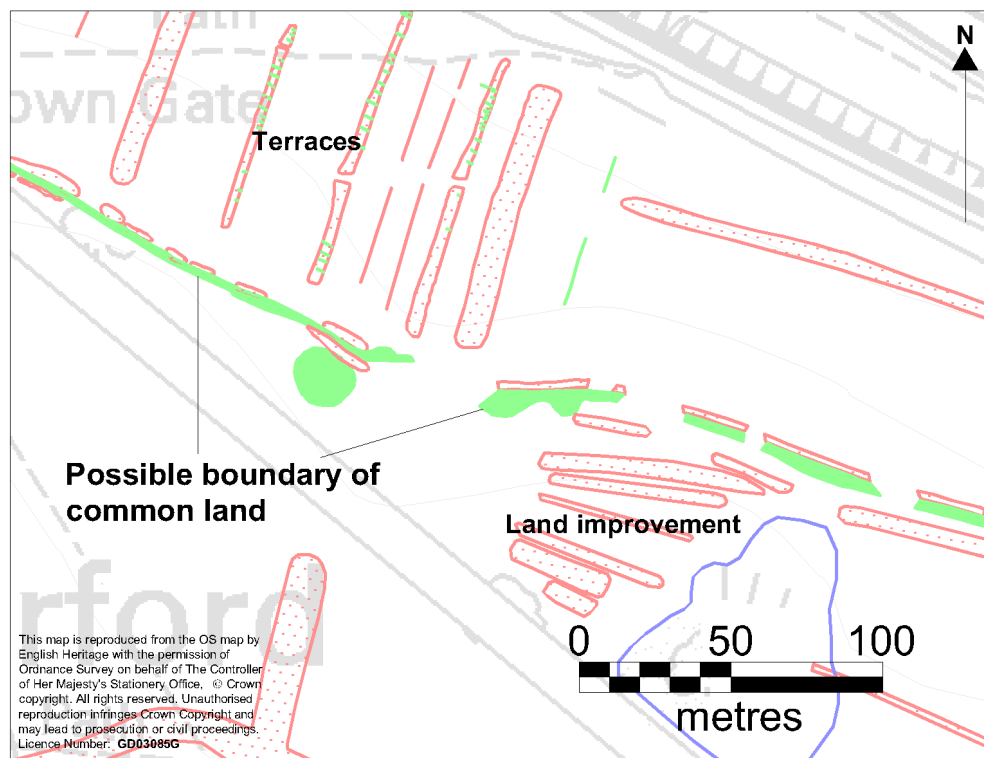 N
own Gate
Terraces
Possible boundary of
common land
Land improvement
rford
0 50 100
metres
This map is reproduced from the OS map by
English Heritage with the permission of
Ordnance Survey on behalf of The Controller
of Her Majesty's Stationery Office, © Crown
copyright. All rights reserved. Unauthorised
reproduction infringes Crown Copyright and
may lead to prosecution or civil proceedings.
Licence Number: GD03085G